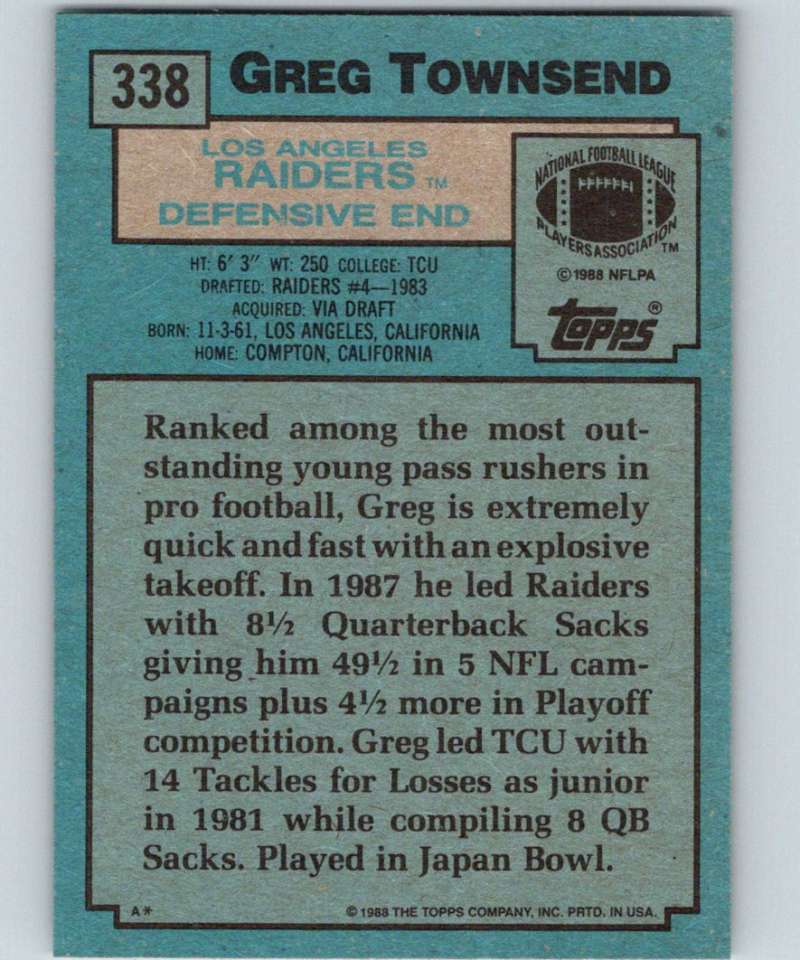 338 GREG TOWNSEND
LOS ANGELES
RAIDERS TM
DEFENSIVE END
NATIONAL FOOTBALL LEAGUE
PLAYERS ASSOCIATION TM
© 1988 NFLPA
topps ®
HT: 6' 3" WT: 250 COLLEGE: TCU
DRAFTED: RAIDERS #4—1983
ACQUIRED: VIA DRAFT
BORN: 11-3-61, LOS ANGELES, CALIFORNIA
HOME: COMPTON, CALIFORNIA
Ranked among the most out-
standing young pass rushers in
pro football, Greg is extremely
quick and fast with an explosive
takeoff. In 1987 he led Raiders
with 8½ Quarterback Sacks
giving him 49½ in 5 NFL cam-
paigns plus 4½ more in Playoff
competition. Greg led TCU with
14 Tackles for Losses as junior
in 1981 while compiling 8 QB
Sacks. Played in Japan Bowl.
A* © 1988 THE TOPPS COMPANY, INC. PRTD. IN USA.